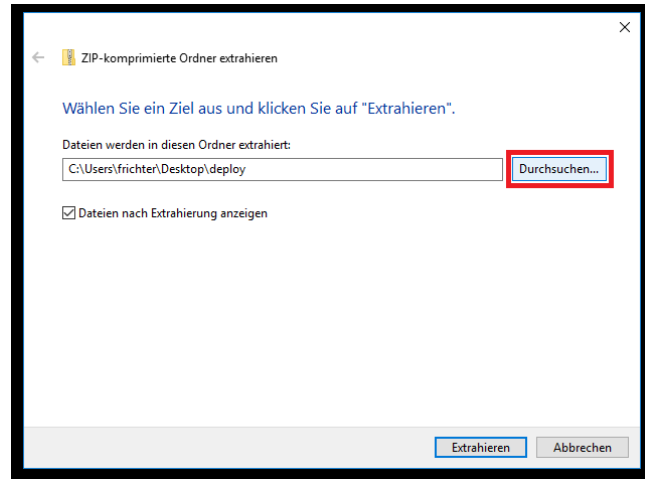 ZIP-komprimierte Ordner extrahieren
Wählen Sie ein Ziel aus und klicken Sie auf "Extrahieren".
Dateien werden in diesen Ordner extrahiert:
C:\Users\frichter\Desktop\deploy
Durchsuchen...
Dateien nach Extrahierung anzeigen
Extrahieren
Abbrechen